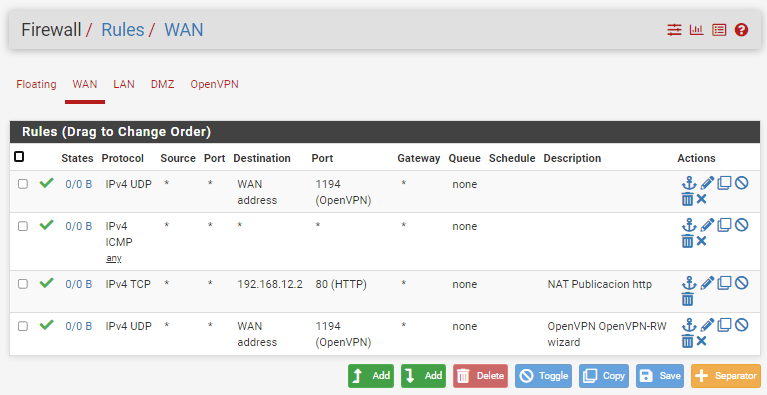 Firewall / Rules / WAN
Floating WAN LAN DMZ OpenVPN
Rules (Drag to Change Order)
States Protocol Source Port Destination Port Gateway Queue Schedule Description Actions
0/0 B IPv4 UDP * * WAN address 1194 (OpenVPN) * none
0/0 B IPv4 ICMP any * * * * * none
0/0 B IPv4 TCP * * 192.168.12.2 80 (HTTP) * none NAT Publicacion http
0/0 B IPv4 UDP * * WAN address 1194 (OpenVPN) * none OpenVPN OpenVPN-RW wizard
Add Add Delete Toggle Copy Save Separator